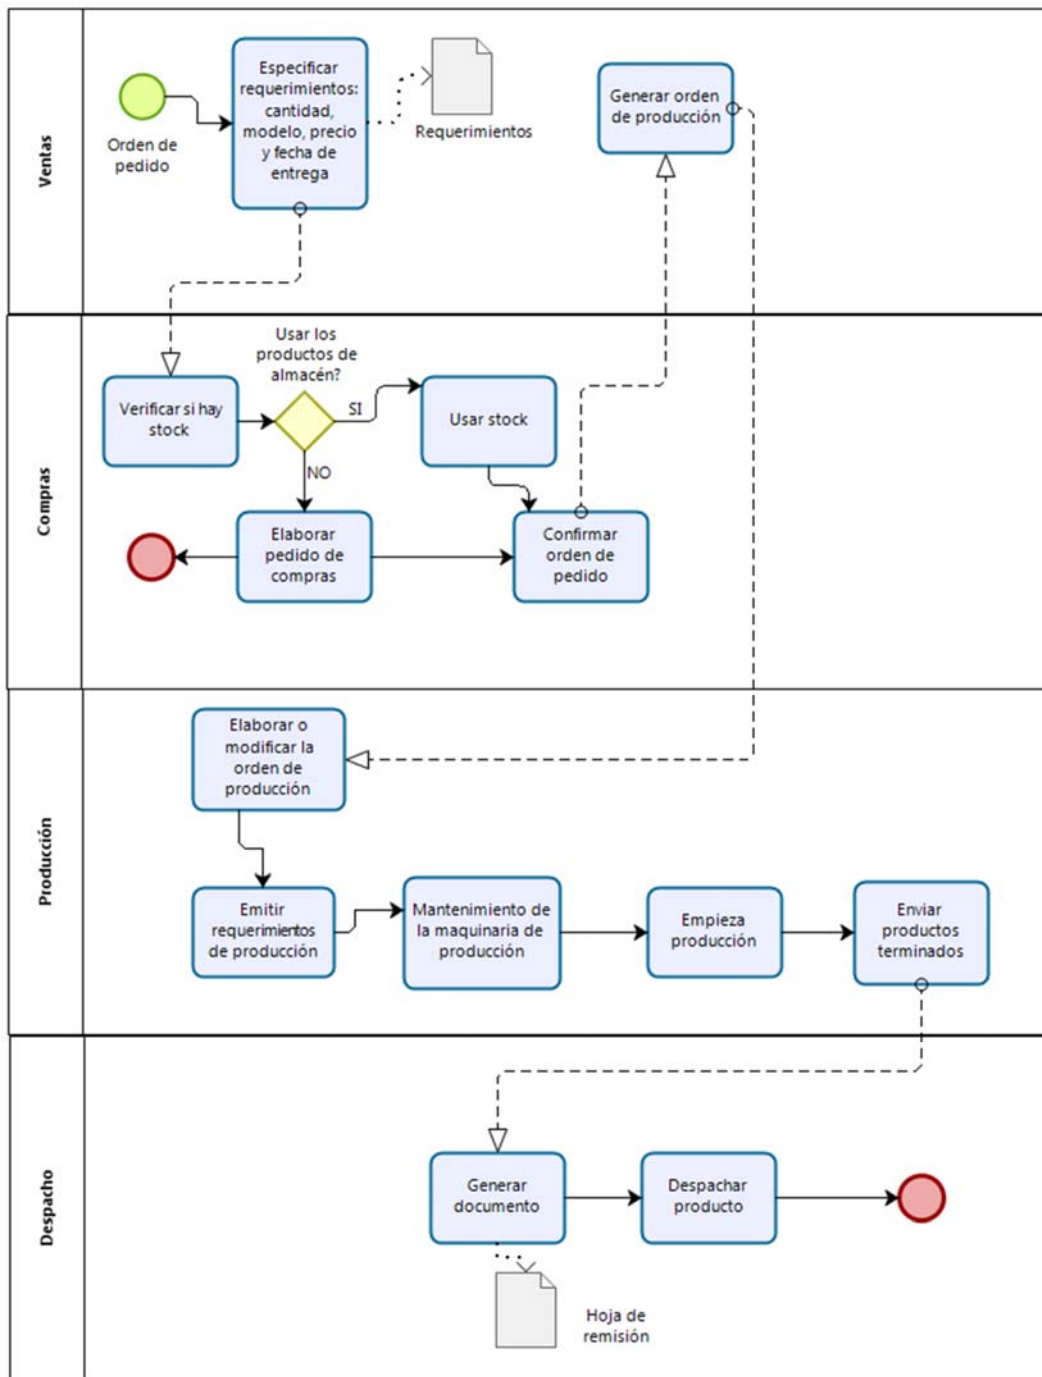 Ventas
Orden de
pedido
Especificar
requerimientos:
cantidad,
modelo, precio
y fecha de
entrega
Requerimientos
Generar orden
de producción
Compras
Verificar si hay
stock
Usar los
productos de
almacén?
SI
NO
Usar stock
Elaborar
pedido de
compras
Confirmar
orden de
pedido
Producción
Elaborar o
modificar la
orden de
producción
Emitir
requerimientos
de producción
Mantenimiento de
la maquinaria de
producción
Empieza
producción
Enviar
productos
terminados
Despacho
Generar
documento
Despachar
producto
Hoja de
remisión